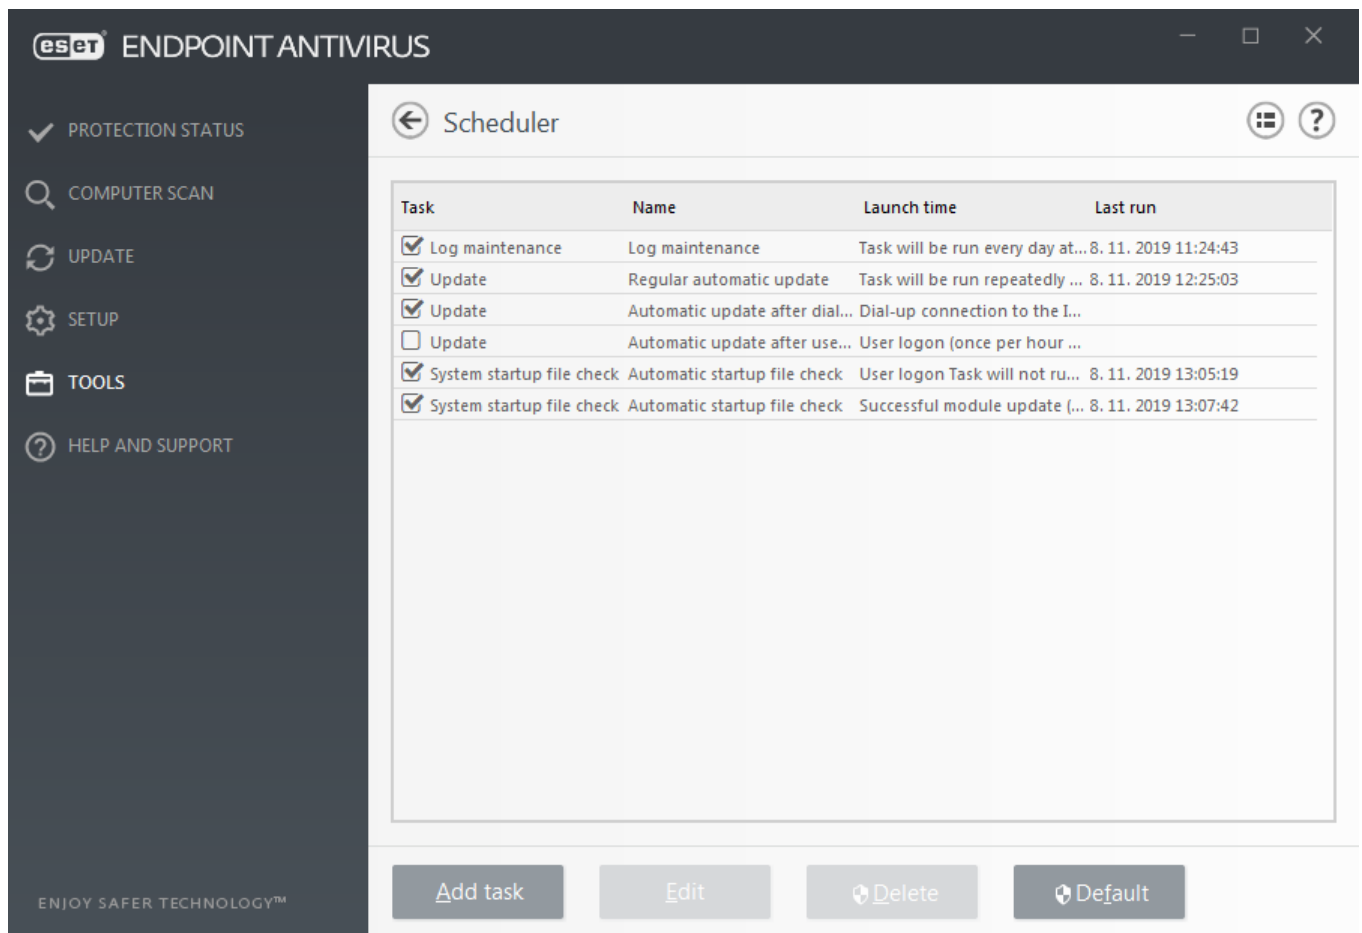 eset ENDPOINT ANTIVIRUS
PROTECTION STATUS
COMPUTER SCAN
UPDATE
SETUP
TOOLS
HELP AND SUPPORT
ENJOY SAFER TECHNOLOGY™
Scheduler
?
Task Name Launch time Last run
Log maintenance Log maintenance Task will be run every day at... 8. 11. 2019 11:24:43
Update Regular automatic update Task will be run repeatedly ... 8. 11. 2019 12:25:03
Update Automatic update after dial... Dial-up connection to the I...
Update Automatic update after use... User logon (once per hour ...
System startup file check Automatic startup file check User logon Task will not ru... 8. 11. 2019 13:05:19
System startup file check Automatic startup file check Successful module update (... 8. 11. 2019 13:07:42
Add task Edit Delete Default